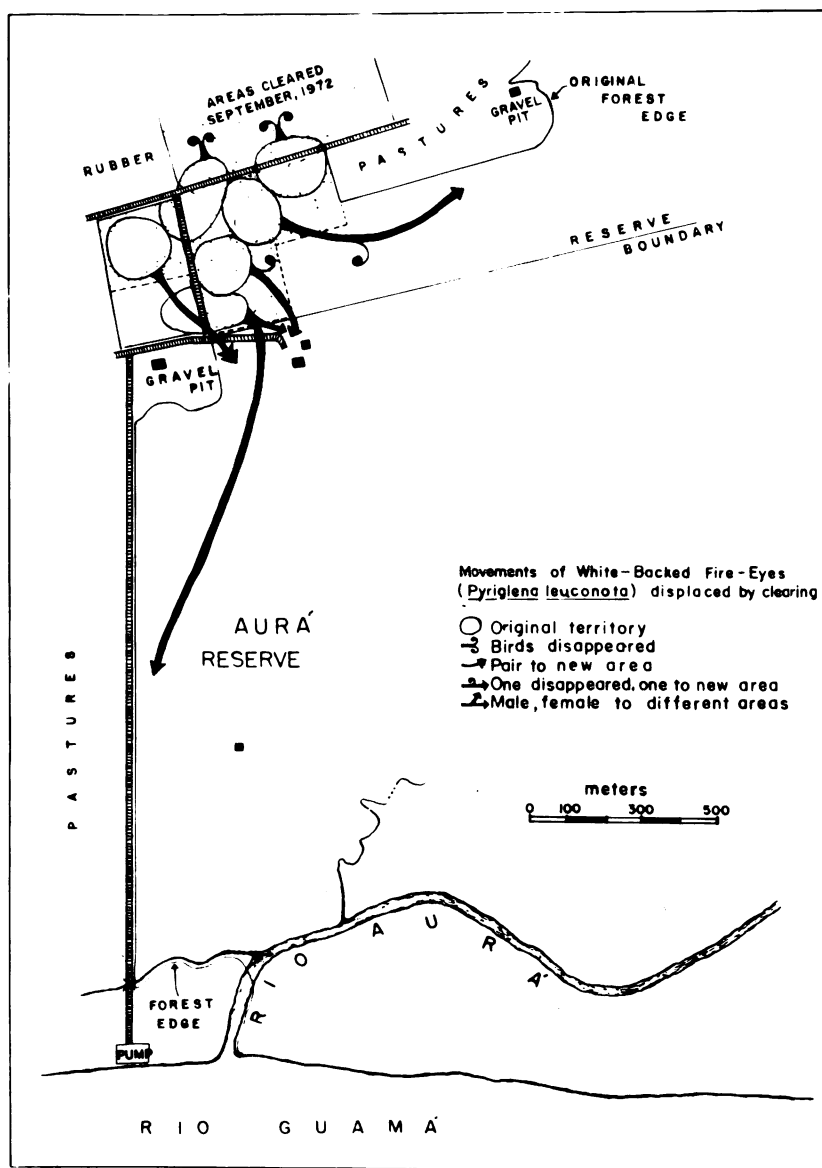 AREAS CLEARED
SEPTEMBER, 1972
RUBBER
PASTURES
GRAVEL
PIT
ORIGINAL
FOREST
EDGE
RESERVE
BOUNDARY
GRAVEL
PIT
Movements of White-Backed Fire-Eyes
(Pyriglena leuconota) displaced by clearing
Original territory
Birds disappeared
Pair to new area
One disappeared, one to new area
Male, female to different areas
AURÁ
RESERVE
PASTURES
meters
0 100 300 500
RIO AURÁ
FOREST
EDGE
PUMP
RIO GUAMÁ